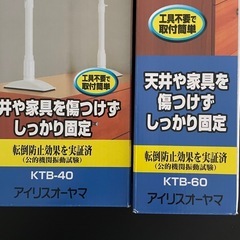 工具不要で
取付簡単
井や家具を
傷つけず
しっかり固定
転倒防止効果を実証済
(公的機関振動試験)
KTB-40
アイリスオーヤマ
工具不要で
取付簡単
天井や家具を
傷つけず
しっかり固定
転倒防止効果を実証済
(公的機関振動試験)
KTB-60
アイリスオーヤマ